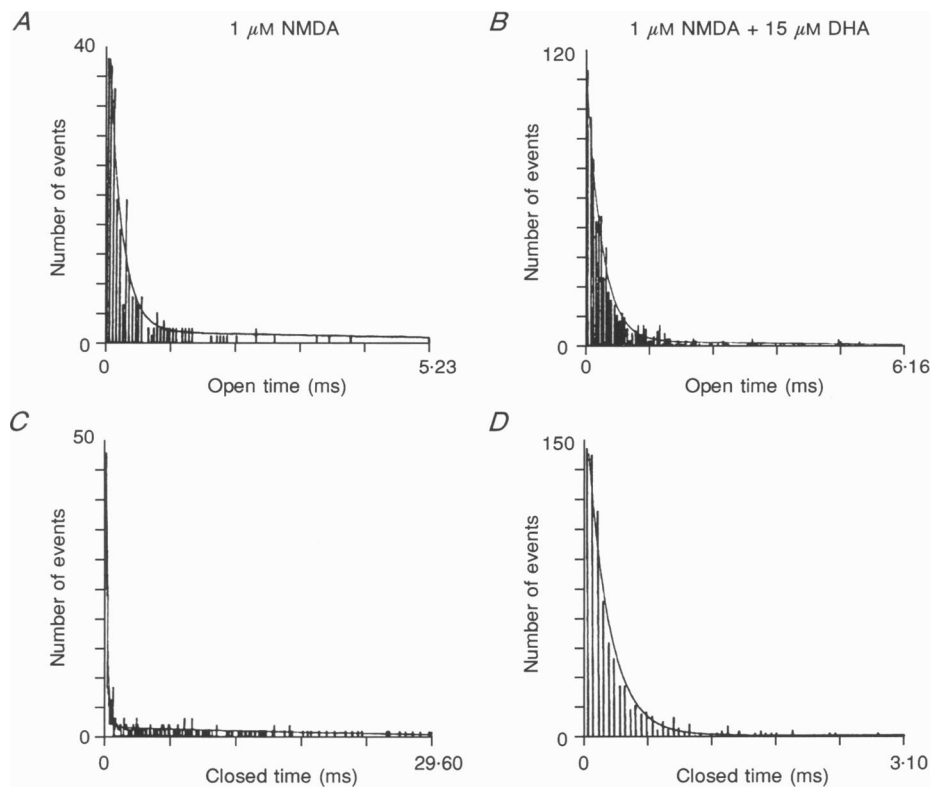 A
1 μM NMDA
40
Number of events
0
0
5·23
Open time (ms)
B
1 μM NMDA + 15 μM DHA
120
Number of events
0
0
6·16
Open time (ms)
C
50
Number of events
0
0
29·60
Closed time (ms)
D
150
Number of events
0
0
3·10
Closed time (ms)